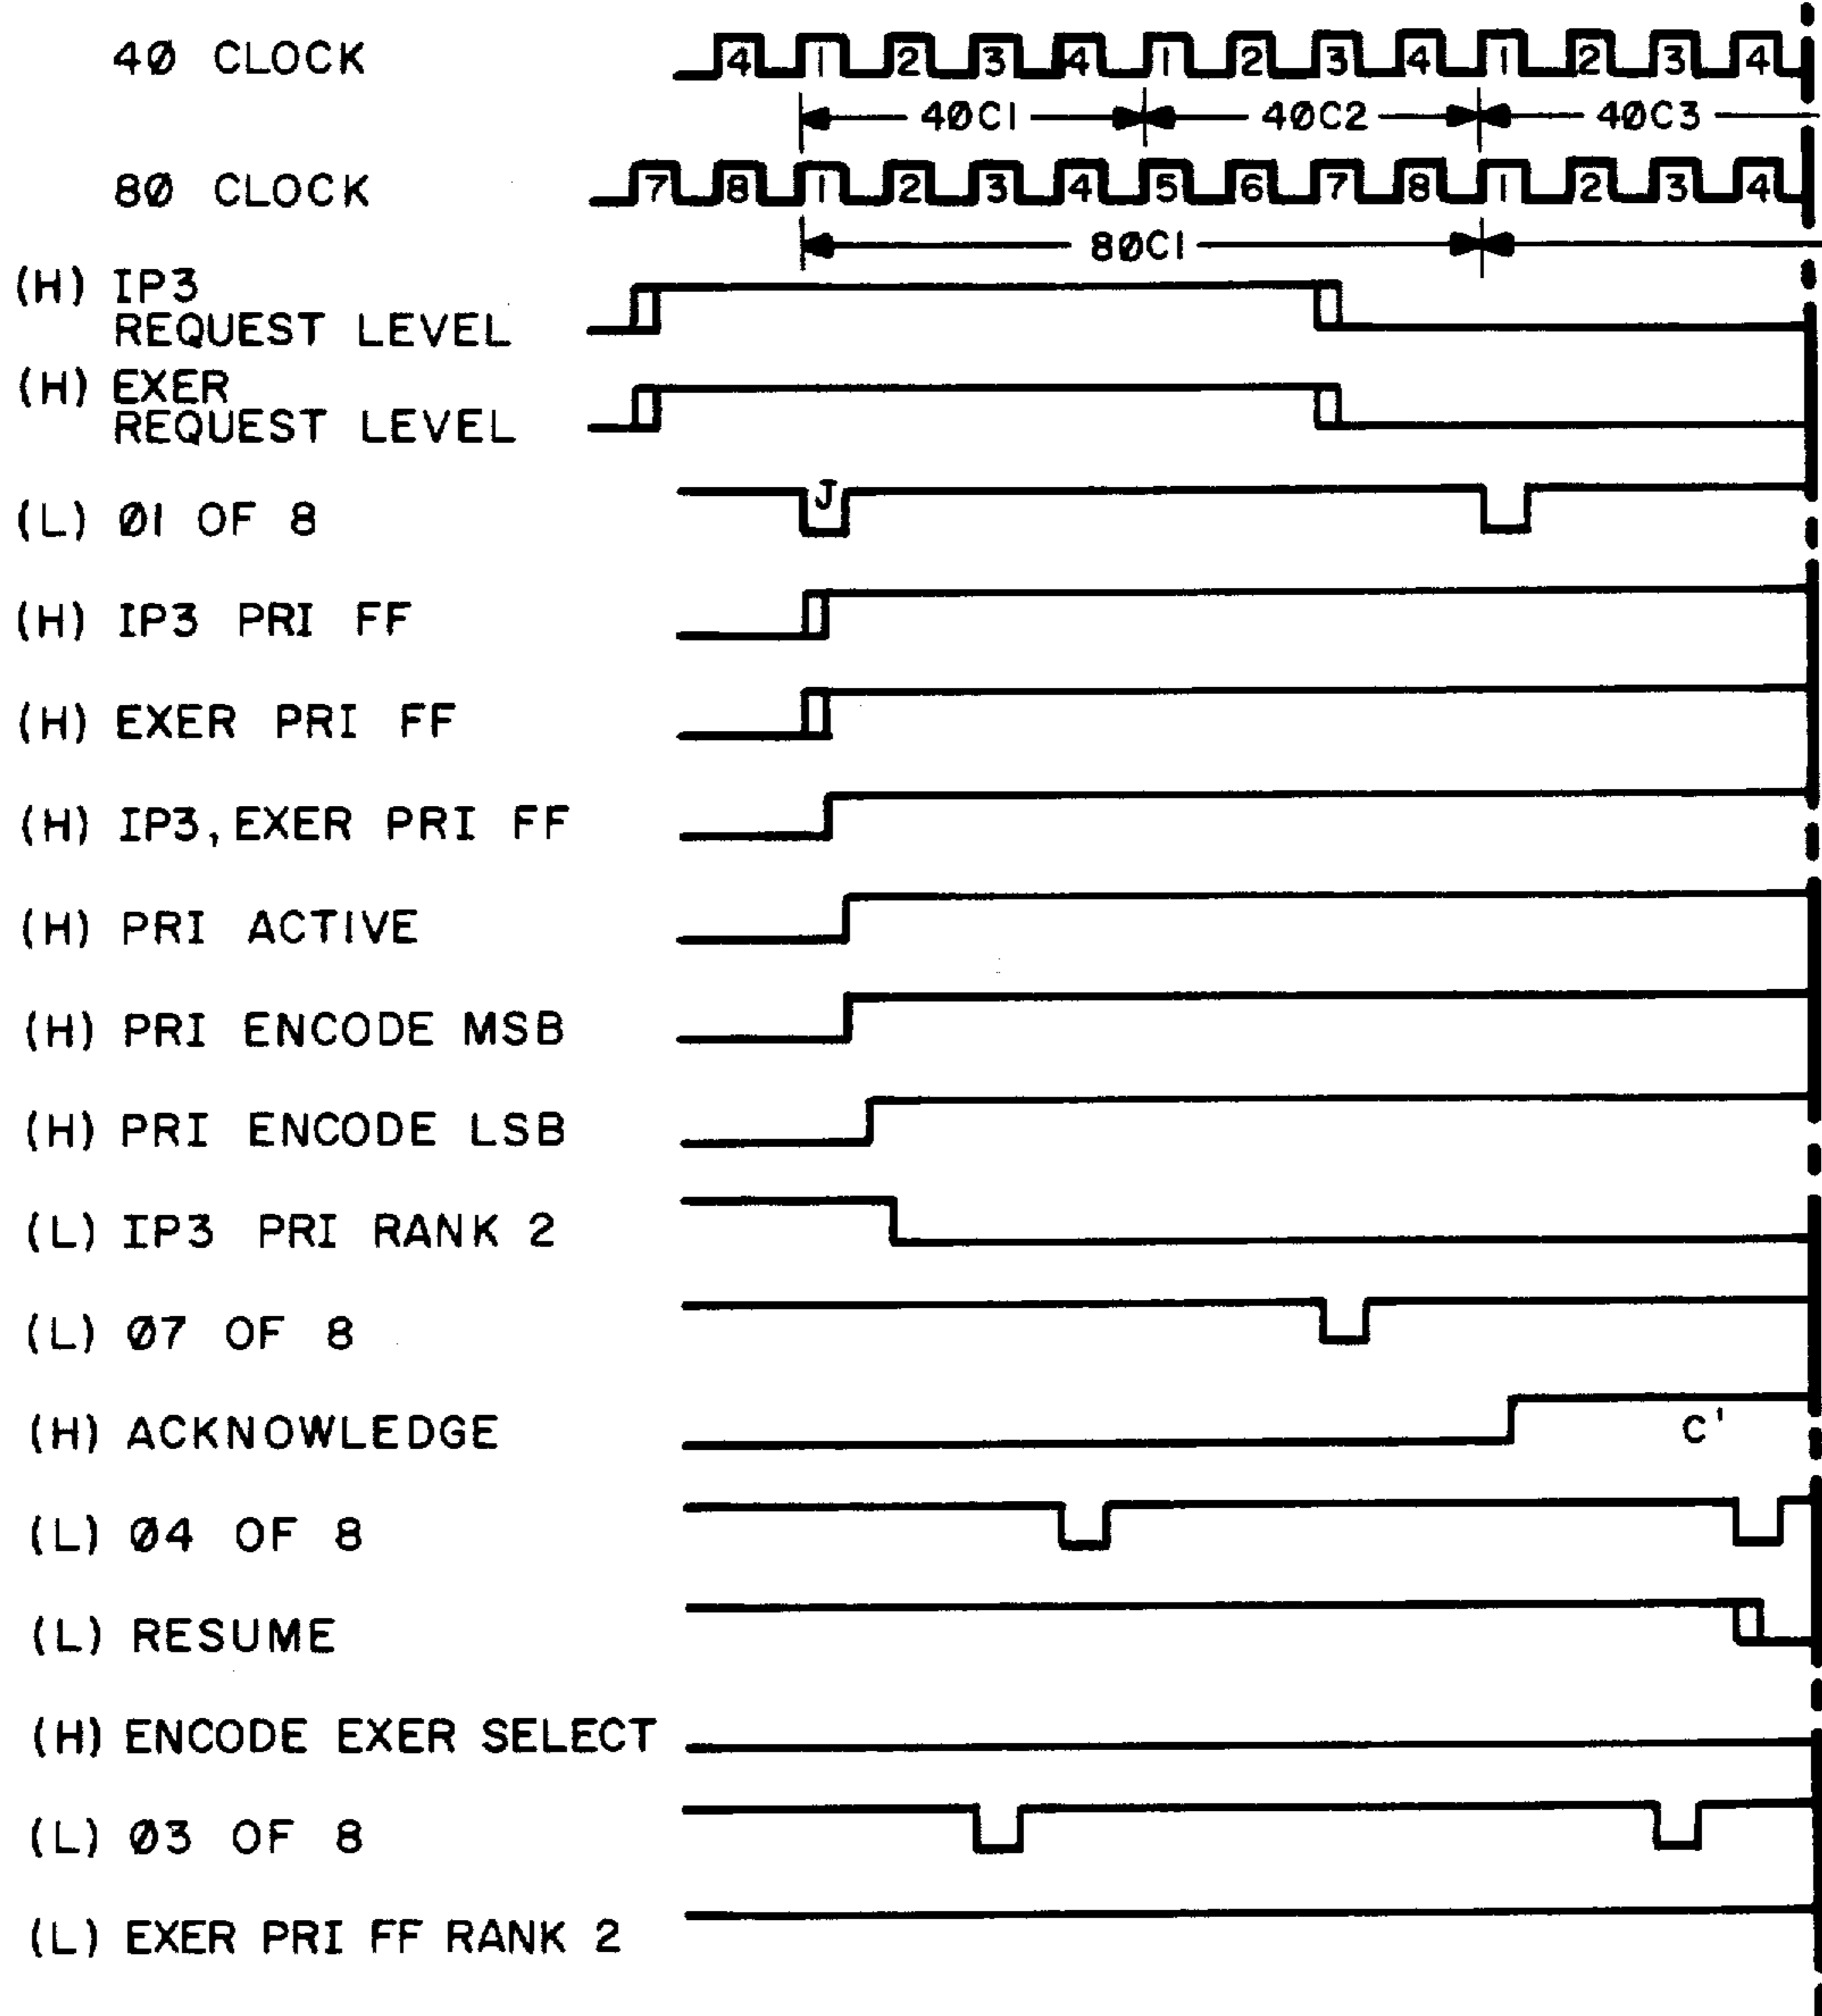 40 CLOCK 4 1 2 3 4 1 2 3 4 1 2 3 4
40C1 40C2 40C3
80 CLOCK 7 8 1 2 3 4 5 6 7 8 1 2 3 4
80C1
(H) IP3
REQUEST LEVEL
(H) EXER
REQUEST LEVEL
J
(L) Ø1 OF 8
(H) IP3 PRI FF
(H) EXER PRI FF
(H) IP3, EXER PRI FF
(H) PRI ACTIVE
(H) PRI ENCODE MSB
(H) PRI ENCODE LSB
(L) IP3 PRI RANK 2
(L) Ø7 OF 8
(H) ACKNOWLEDGE C'
(L) Ø4 OF 8
(L) RESUME
(H) ENCODE EXER SELECT
(L) Ø3 OF 8
(L) EXER PRI FF RANK 2